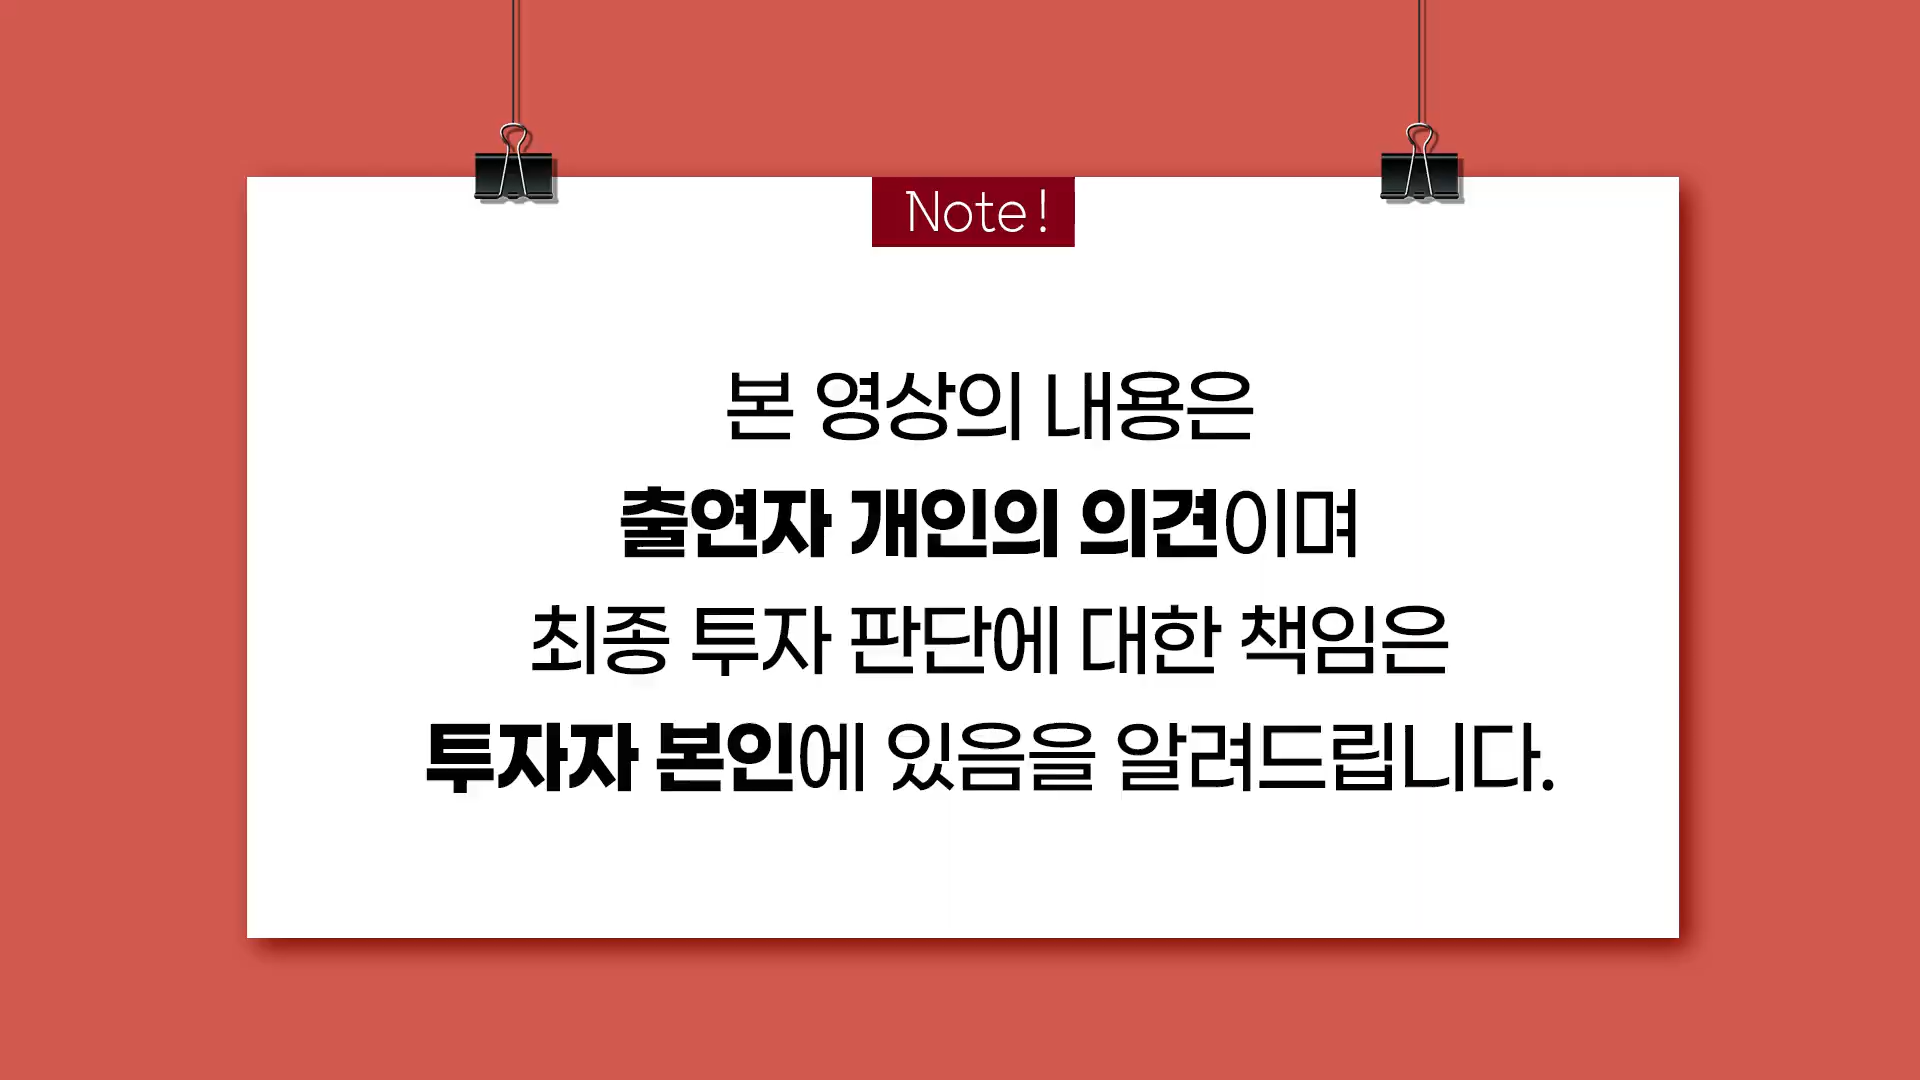 Note!
본 영상의 내용은
출연자 개인의 의견이며
최종 투자 판단에 대한 책임은
투자자 본인에 있음을 알려드립니다.